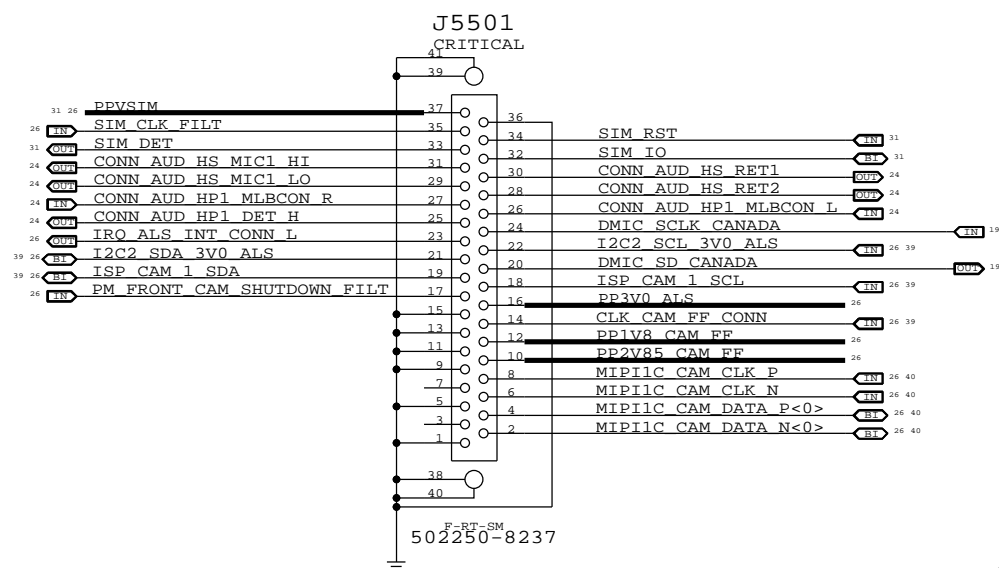 J5501
CRITICAL
41
39
31 26 PPVSIM 37
36
26 IN SIM_CLK_FILT 35
34 SIM_RST IN 31
31 OUT SIM_DET 33
32 SIM_IO BI 31
24 OUT CONN_AUD_HS_MIC1_HI 31
30 CONN_AUD_HS_RET1 OUT 24
24 OUT CONN_AUD_HS_MIC1_LO 29
28 CONN_AUD_HS_RET2 OUT 24
24 IN CONN_AUD_HP1_MLBCON_R 27
26 CONN_AUD_HP1_MLBCON_L IN 24
24 OUT CONN_AUD_HP1_DET_H 25
24 DMIC_SCLK_CANADA IN 19
26 OUT IRQ_ALS_INT_CONN_L 23
22 I2C2_SCL_3V0_ALS IN 26 39
39 26 BI I2C2_SDA_3V0_ALS 21
20 DMIC_SD_CANADA OUT 19
39 26 BI ISP_CAM_1_SDA 19
18 ISP_CAM_1_SCL IN 26 39
26 IN PM_FRONT_CAM_SHUTDOWN_FILT 17
16 PP3V0_ALS 26
15
14 CLK_CAM_FF_CONN IN 26 39
13
12 PP1V8_CAM_FF 26
11
10 PP2V85_CAM_FF 26
9
8 MIPI1C_CAM_CLK_P IN 26 40
7
6 MIPI1C_CAM_CLK_N IN 26 40
5
4 MIPI1C_CAM_DATA_P<0> BI 26 40
3
2 MIPI1C_CAM_DATA_N<0> BI 26 40
1
38
40
F-RT-SM
502250-8237